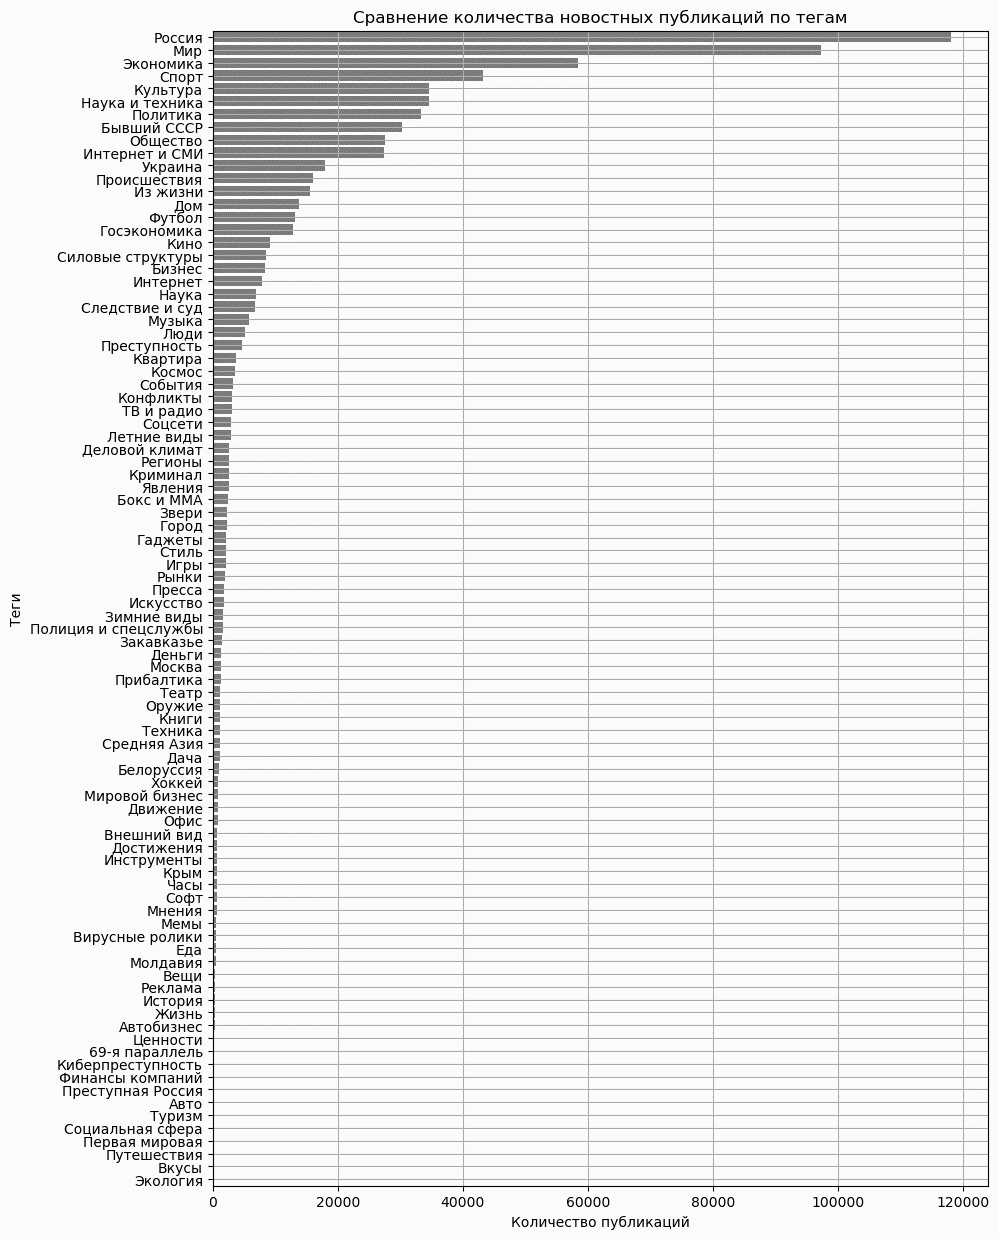 Сравнение количества новостных публикаций по тегам
Россия
Мир
Экономика
Спорт
Культура
Наука и техника
Политика
Бывший СССР
Общество
Интернет и СМИ
Украина
Происшествия
Из жизни
Дом
Футбол
Госэкономика
Кино
Силовые структуры
Бизнес
Интернет
Наука
Следствие и суд
Музыка
Люди
Преступность
Квартира
Космос
События
Конфликты
ТВ и радио
Соцсети
Летние виды
Деловой климат
Регионы
Криминал
Явления
Бокс и ММА
Звери
Город
Гаджеты
Стиль
Игры
Рынки
Пресса
Искусство
Зимние виды
Полиция и спецслужбы
Закавказье
Деньги
Москва
Прибалтика
Театр
Оружие
Книги
Техника
Средняя Азия
Дача
Белоруссия
Хоккей
Мировой бизнес
Движение
Офис
Внешний вид
Достижения
Инструменты
Крым
Часы
Софт
Мнения
Мемы
Вирусные ролики
Еда
Молдавия
Вещи
Реклама
История
Жизнь
Автобизнес
Ценности
69-я параллель
Киберпреступность
Финансы компаний
Преступная Россия
Авто
Туризм
Социальная сфера
Первая мировая
Путешествия
Вкусы
Экология
Теги
0 20000 40000 60000 80000 100000 120000
Количество публикаций